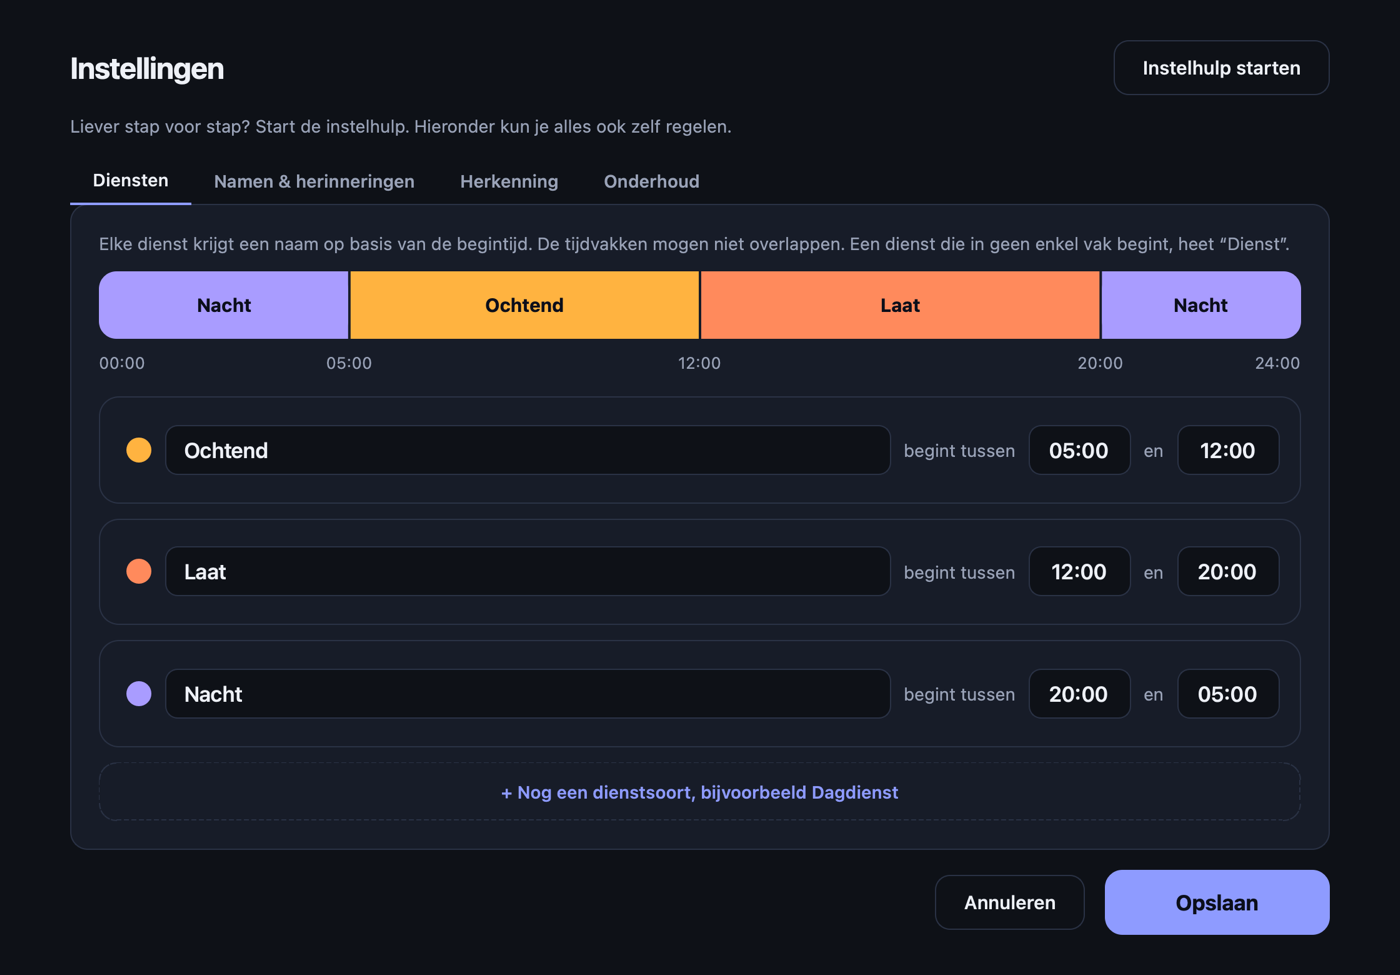 Instellingen
Instelhulp starten
Liever stap voor stap? Start de instelhulp. Hieronder kun je alles ook zelf regelen.
Diensten
Namen & herinneringen
Herkenning
Onderhoud
Elke dienst krijgt een naam op basis van de begintijd. De tijdvakken mogen niet overlappen. Een dienst die in geen enkel vak begint, heet “Dienst”.
Nacht
Ochtend
Laat
Nacht
00:00
05:00
12:00
20:00
24:00
Ochtend
begint tussen
05:00
en
12:00
Laat
begint tussen
12:00
en
20:00
Nacht
begint tussen
20:00
en
05:00
+ Nog een dienstsoort, bijvoorbeeld Dagdienst
Annuleren
Opslaan